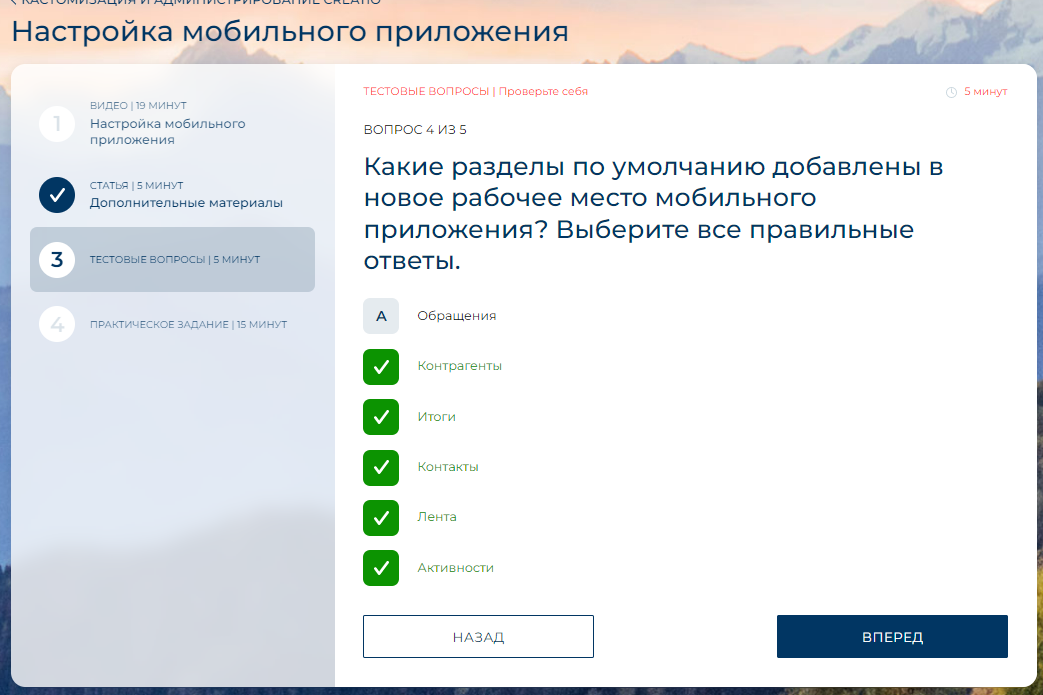 КАСТОМИЗАЦИЯ И АДМИНИСТРИРОВАНИЕ CREATIO
Настройка мобильного приложения
1
ВИДЕО | 19 МИНУТ
Настройка мобильного
приложения
СТАТЬЯ | 5 МИНУТ
Дополнительные материалы
3
ТЕСТОВЫЕ ВОПРОСЫ | 5 МИНУТ
4
ПРАКТИЧЕСКОЕ ЗАДАНИЕ | 15 МИНУТ
ТЕСТОВЫЕ ВОПРОСЫ | Проверьте себя
5 минут
ВОПРОС 4 ИЗ 5
Какие разделы по умолчанию добавлены в
новое рабочее место мобильного
приложения? Выберите все правильные
ответы.
A Обращения
Контрагенты
Итоги
Контакты
Лента
Активности
НАЗАД
ВПЕРЕД